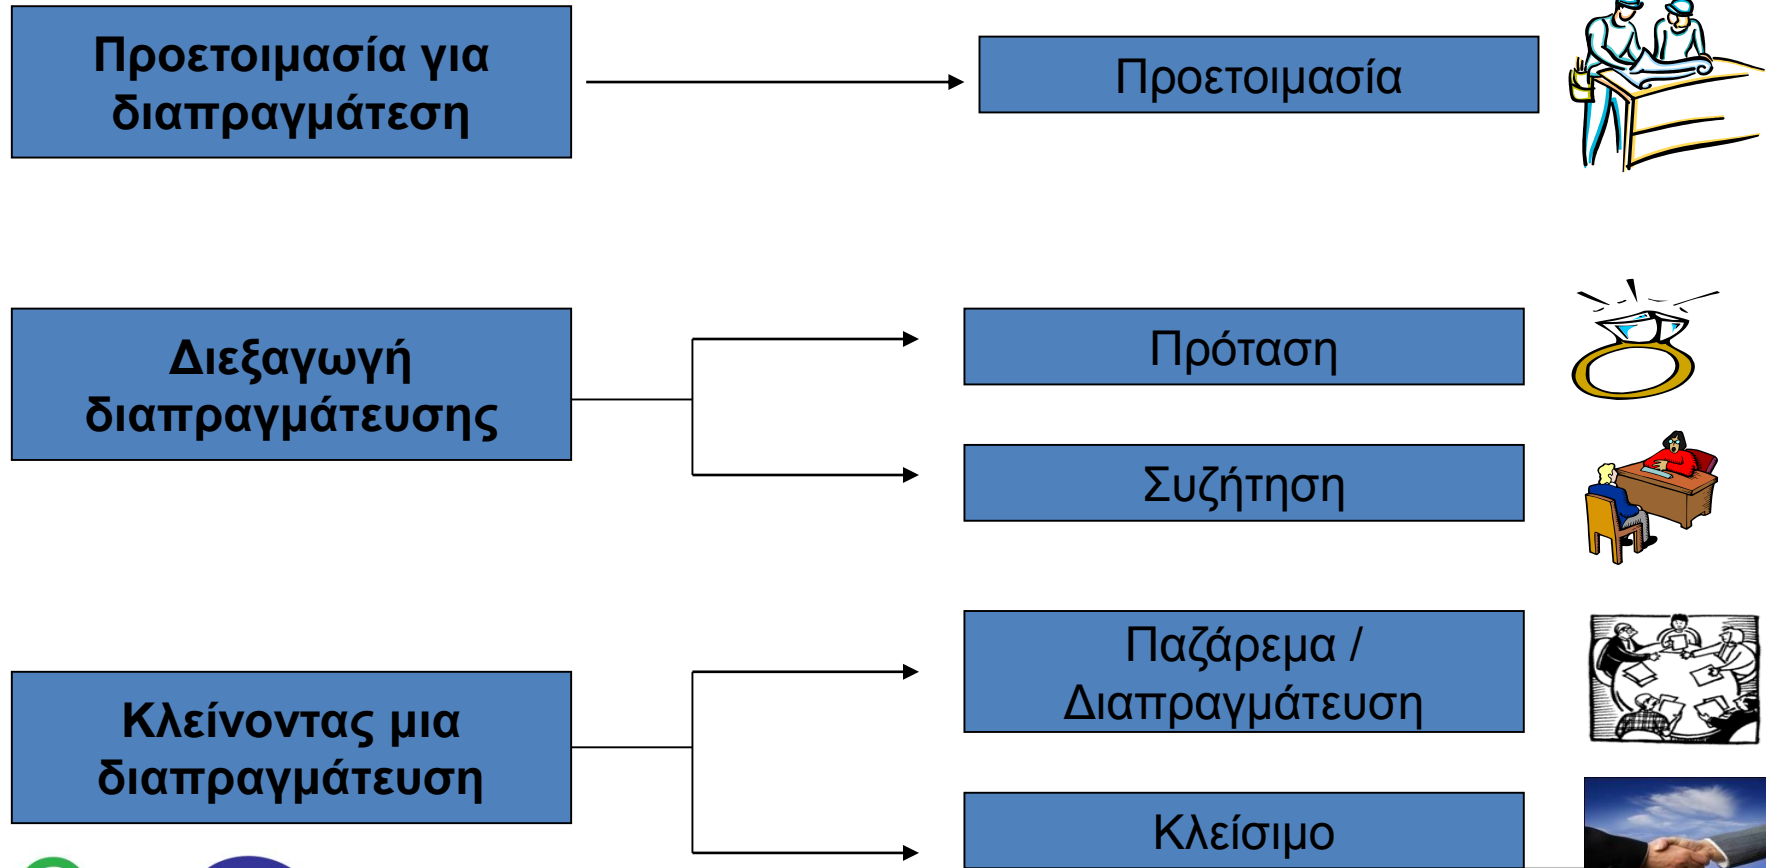 Προετοιμασία για
διαπραγμάτεση
Προετοιμασία
Διεξαγωγή
διαπραγμάτευσης
Πρόταση
Συζήτηση
Κλείνοντας μια
διαπραγμάτευση
Παζάρεμα /
Διαπραγμάτευση
Κλείσιμο